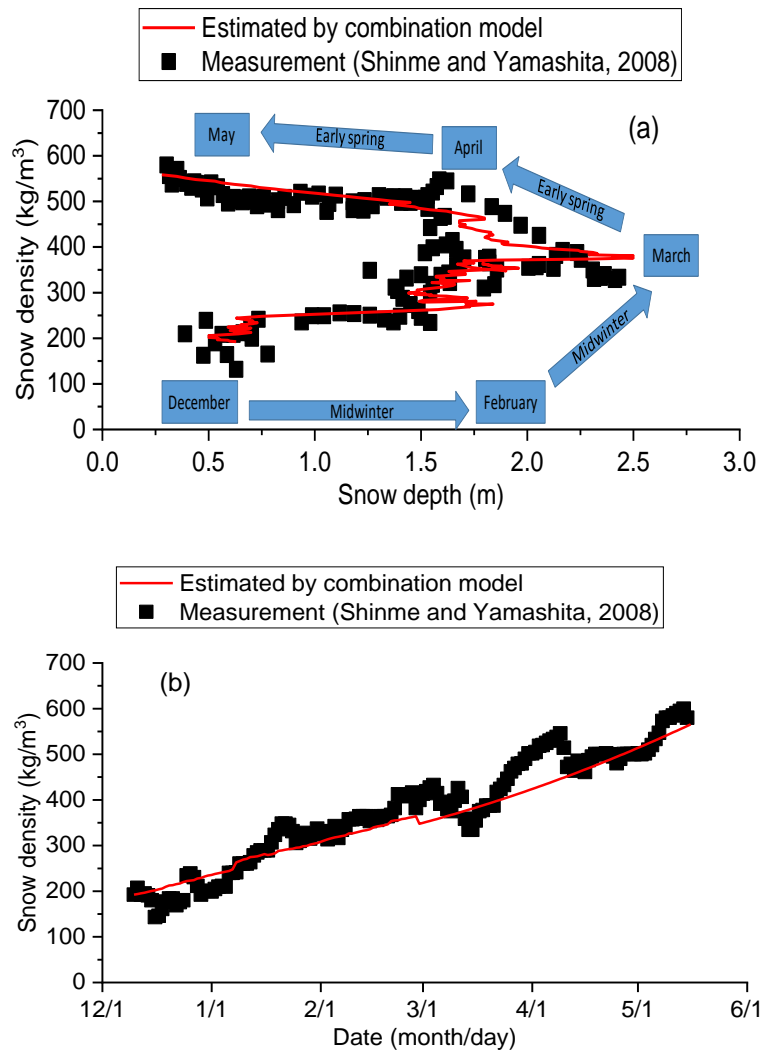 Estimated by combination model
Measurement (Shinme and Yamashita, 2008)
700
600
500
400
300
200
100
0
Snow density (kg/m³)
(a)
May
Early spring
April
Early spring
March
Midwinter
December
Midwinter
February
0.0 0.5 1.0 1.5 2.0 2.5 3.0
Snow depth (m)
Estimated by combination model
Measurement (Shinme and Yamashita, 2008)
700
600
500
400
300
200
100
0
Snow density (kg/m³)
(b)
12/1 1/1 2/1 3/1 4/1 5/1 6/1
Date (month/day)